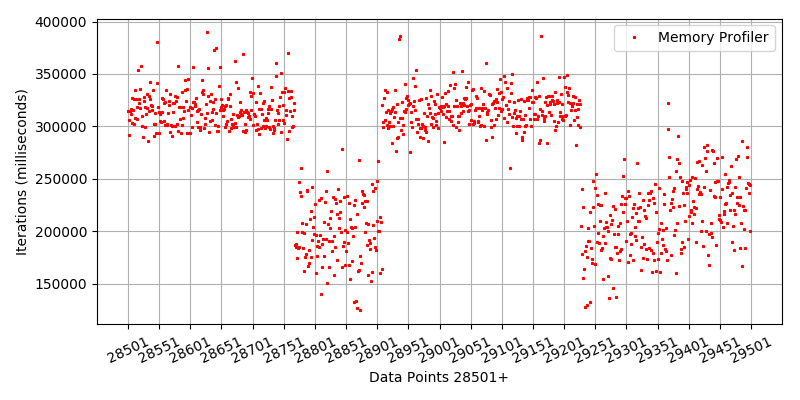 400000
350000
300000
250000
200000
150000
Iterations (milliseconds)
Memory Profiler
28501 28551 28601 28651 28701 28751 28801 28851 28901 28951 29001 29051 29101 29151 29201 29251 29301 29351 29401 29451 29501
Data Points 28501+